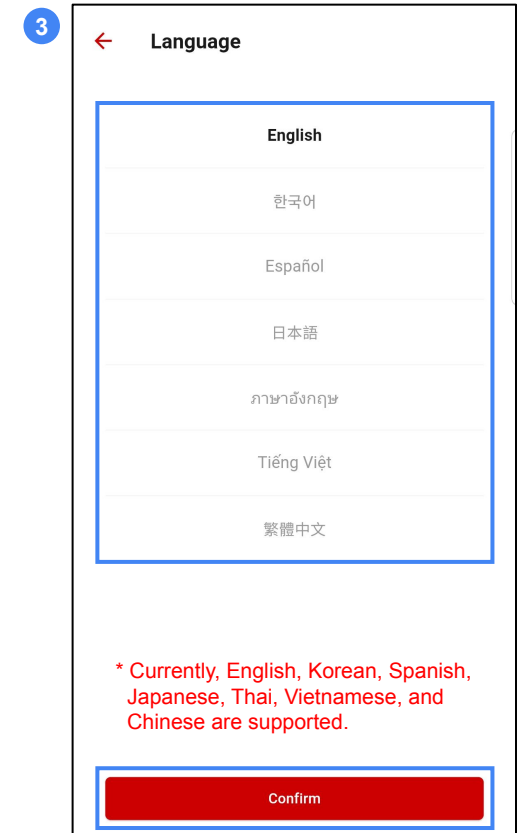 3
Language
English
한국어
Español
日本語
ภาษาอังกฤษ
Tiếng Việt
繁體中文
* Currently, English, Korean, Spanish,
Japanese, Thai, Vietnamese, and
Chinese are supported.
Confirm